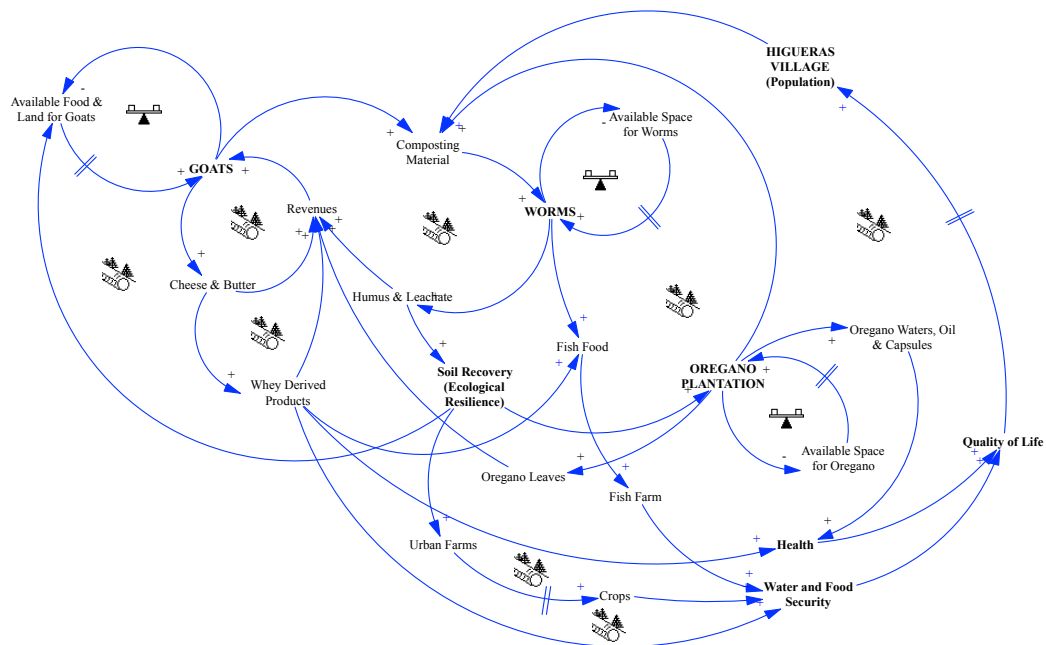 HIGUERAS
VILLAGE
(Population)
+
-
Available Food &
Land for Goats
+
+
+
+
Composting
Material
-
Available Space
for Worms
+
GOATS
+
+
WORMS
+
Revenues
+
+
+
+
Cheese & Butter
Humus & Leachate
+
+
+
Fish Food
+
+
Oregano Waters, Oil
& Capsules
+
+
Whey Derived
Products
Soil Recovery
(Ecological
Resilience)
+
OREGANO
PLANTATION
+
+
-
Available Space
for Oregano
Quality of Life
+
+
Oregano Leaves
+
+
Fish Farm
+
Urban Farms
+
Health
+
+
Crops
+
Water and Food
Security
+
+